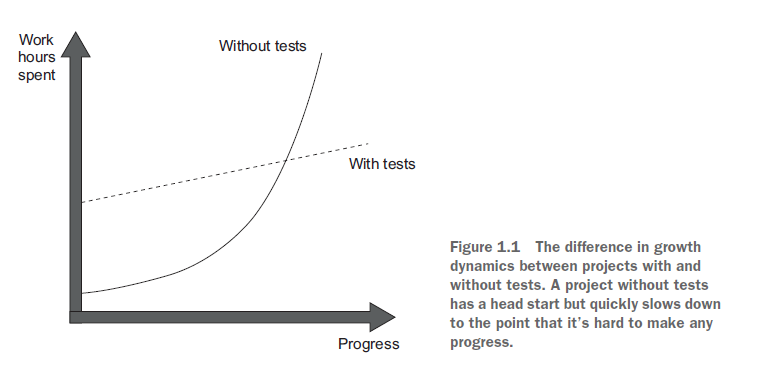 Work
hours
spent
Without tests
With tests
Progress
Figure 1.1 The difference in growth
dynamics between projects with and
without tests. A project without tests
has a head start but quickly slows down
to the point that it’s hard to make any
progress.